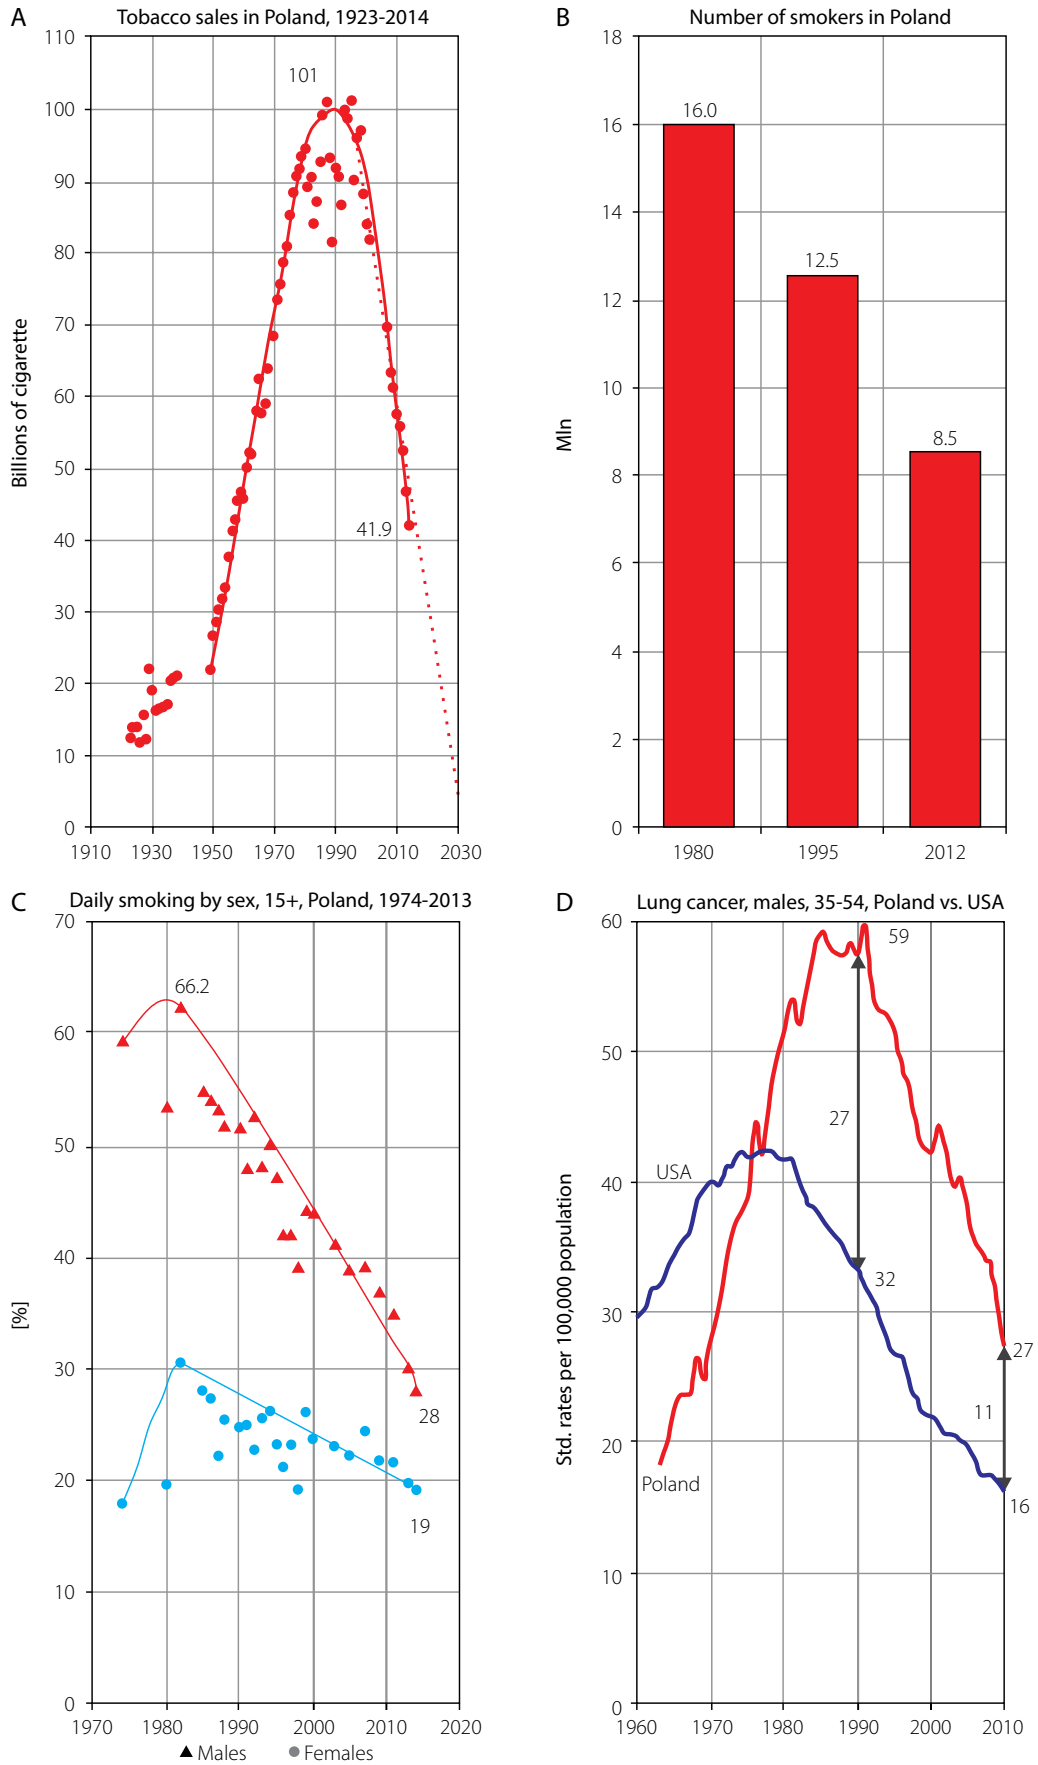 A
Tobacco sales in Poland, 1923-2014
Billions of cigarette
110
100
90
80
70
60
50
40
30
20
10
0
101
41.9
1910 1930 1950 1970 1990 2010 2030
B
Number of smokers in Poland
Mln
18
16
14
12
10
8
6
4
2
0
16.0
12.5
8.5
1980 1995 2012
C
Daily smoking by sex, 15+, Poland, 1974-2013
[%]
70
60
50
40
30
20
10
0
66.2
28
19
1970 1980 1990 2000 2010 2020
Males Females
D
Lung cancer, males, 35-54, Poland vs. USA
Std. rates per 100,000 population
60
50
40
30
20
10
0
59
27
USA
32
27
11
Poland
16
1960 1970 1980 1990 2000 2010